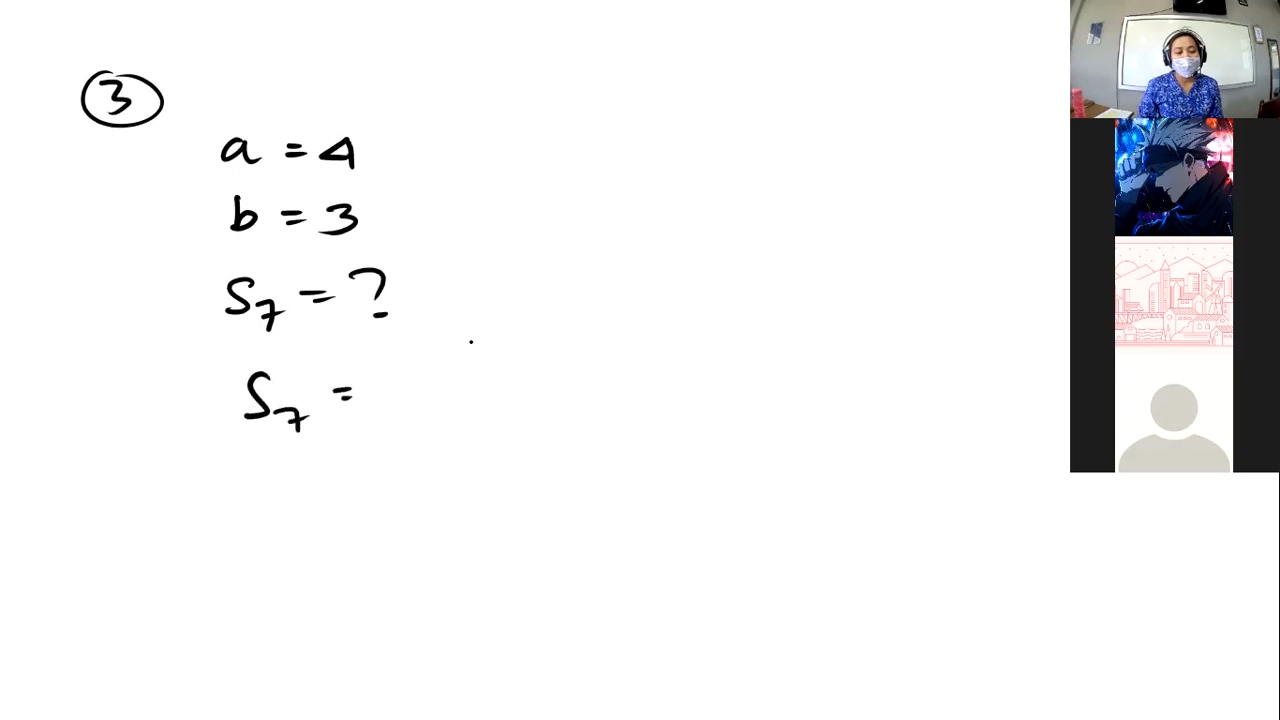 3
a = 4
b = 3
S₇ = ?
S₇ =